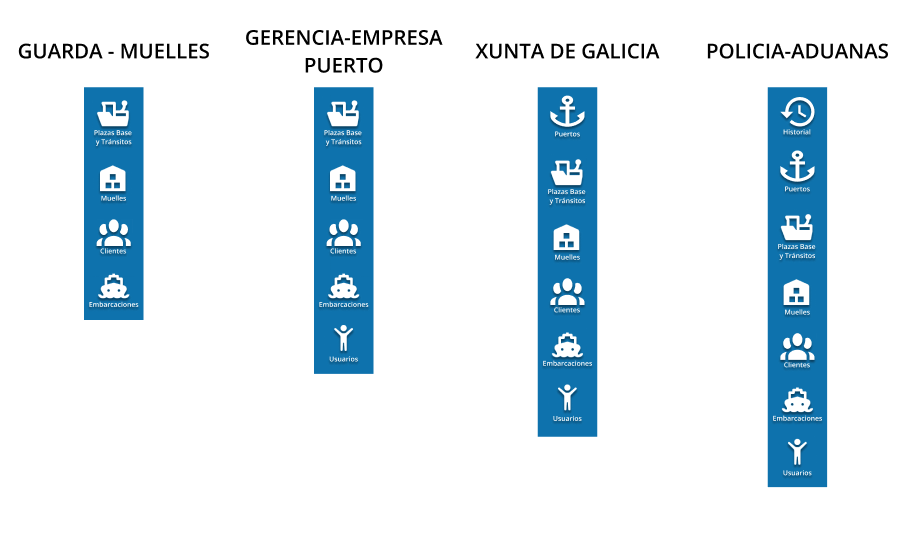 GUARDA - MUELLES
Plazas Base
y Tránsitos
Muelles
Clientes
Embarcaciones
GERENCIA-EMPRESA
PUERTO
Plazas Base
y Tránsitos
Muelles
Clientes
Embarcaciones
Usuarios
XUNTA DE GALICIA
Puertos
Plazas Base
y Tránsitos
Muelles
Clientes
Embarcaciones
Usuarios
POLICIA-ADUANAS
Historial
Puertos
Plazas Base
y Tránsitos
Muelles
Clientes
Embarcaciones
Usuarios